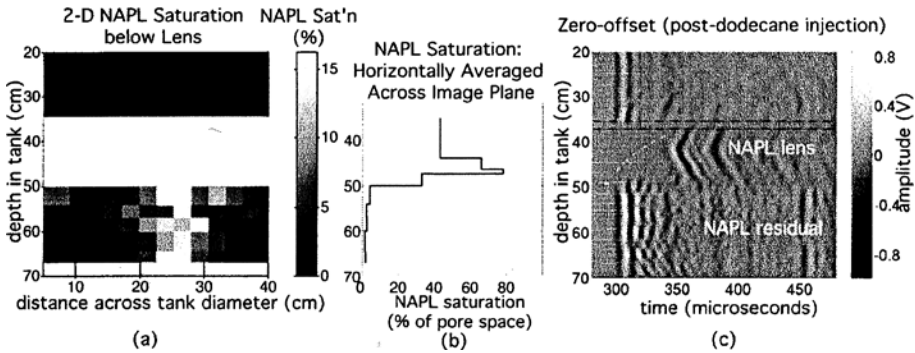 2-D NAPL Saturation
below Lens
NAPL Sat'n
(%)
20
30
40
50
60
70
depth in tank (cm)
10
20
30
40
distance across tank diameter (cm)
15
10
5
0
(a)
NAPL Saturation:
Horizontally Averaged
Across Image Plane
40
50
60
70
0
20
40
60
80
NAPL saturation
(% of pore space)
(b)
Zero-offset (post-dodecane injection)
20
30
40
50
60
70
depth in tank (cm)
NAPL lens
NAPL residual
300
350
400
450
time (microseconds)
0.8
0.4
0
-0.4
-0.8
amplitude (V)
(c)